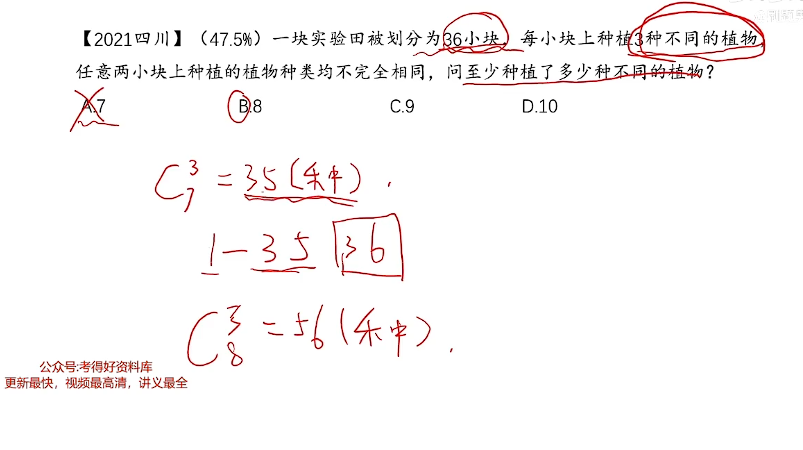 【2021四川】（47.5%）一块实验田被划分为36小块，每小块上种植3种不同的植物，
任意两小块上种植的植物种类均不完全相同，问至少种植了多少种不同的植物？
A.7 B.8 C.9 D.10
C₇³ = 35(种).
1—35 36
C₈³ = 56(种).
公众号:考得好资料库
更新最快，视频最高清，讲义最全